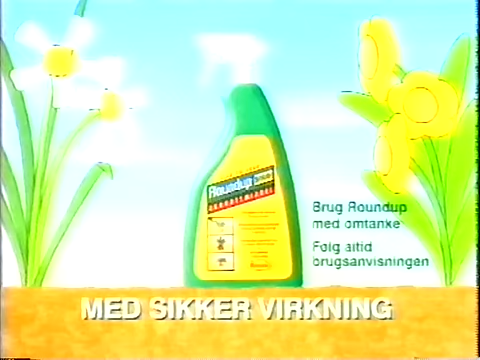 Roundup
Brug Roundup
med omtanke
Følg altid
brugsanvisningen
MED SIKKER VIRKNING